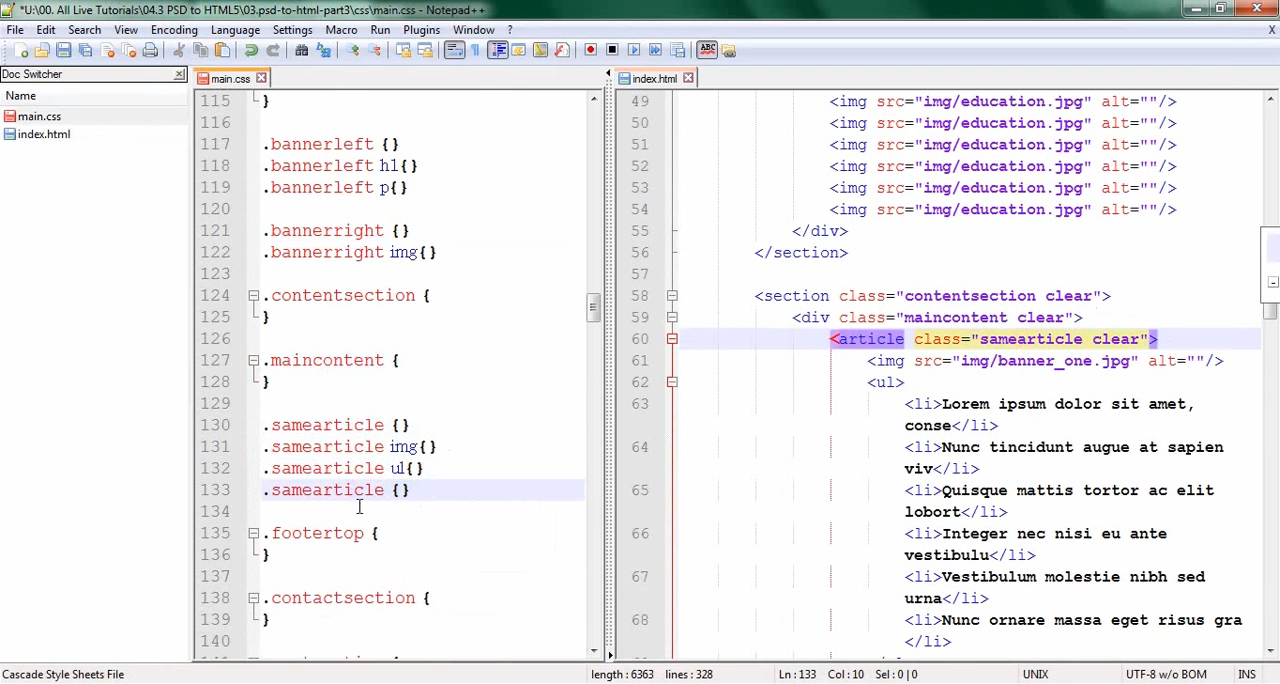 *U:\00. All Live Tutorials\04.3 PSD to HTML5\03.psd-to-html-part3\css\main.css - Notepad++
File Edit Search View Encoding Language Settings Macro Run Plugins Window ? X
Doc Switcher
Name
main.css
index.html
main.css
115 }
116
117 .bannerleft {}
118 .bannerleft h1{}
119 .bannerleft p{}
120
121 .bannerright {}
122 .bannerright img{}
123
124 .contentsection {
125 }
126
127 .maincontent {
128 }
129
130 .samearticle {}
131 .samearticle img{}
132 .samearticle ul{}
133 .samearticle {}
134
135 .footertop {
136 }
137
138 .contactsection {
139 }
140
index.html
49 <img src="img/education.jpg" alt=""/>
50 <img src="img/education.jpg" alt=""/>
51 <img src="img/education.jpg" alt=""/>
52 <img src="img/education.jpg" alt=""/>
53 <img src="img/education.jpg" alt=""/>
54 <img src="img/education.jpg" alt=""/>
55 </div>
56 </section>
57
58 <section class="contentsection clear">
59 <div class="maincontent clear">
60 <article class="samearticle clear">
61 <img src="img/banner_one.jpg" alt=""/>
62 <ul>
63 <li>Lorem ipsum dolor sit amet,
conse</li>
64 <li>Nunc tincidunt augue at sapien
viv</li>
65 <li>Quisque mattis tortor ac elit
lobort</li>
66 <li>Integer nec nisi eu ante
vestibulu</li>
67 <li>Vestibulum molestie nibh sed
urna</li>
68 <li>Nunc ornare massa eget risus gra
</li>
Cascade Style Sheets File length : 6363 lines : 328 Ln : 133 Col : 10 Sel : 0 | 0 UNIX UTF-8 w/o BOM INS